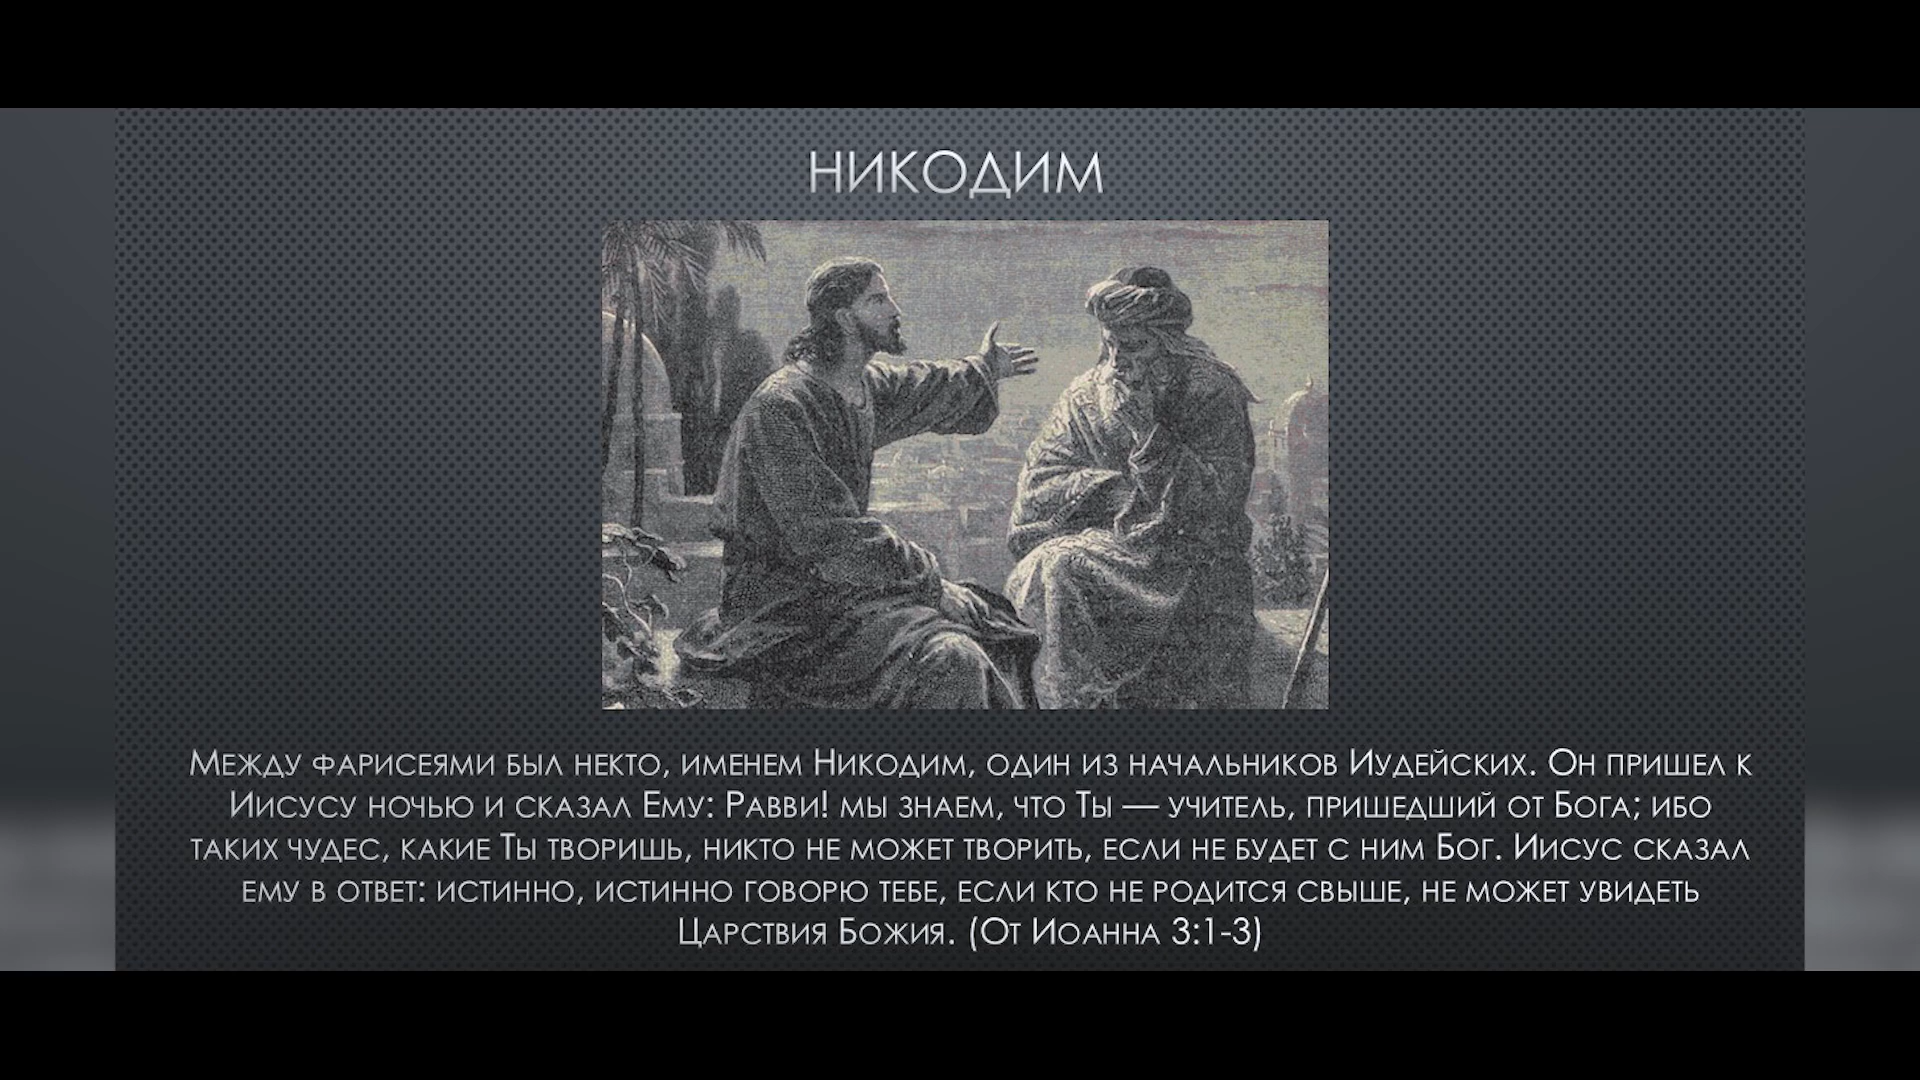 НИКОДИМ
Между фарисеями был некто, именем Никодим, один из начальников Иудейских. Он пришел к
Иисусу ночью и сказал Ему: Равви! мы знаем, что Ты — учитель, пришедший от Бога; ибо
таких чудес, какие Ты творишь, никто не может творить, если не будет с ним Бог. Иисус сказал
ему в ответ: истинно, истинно говорю тебе, если кто не родится свыше, не может увидеть
Царствия Божия. (От Иоанна 3:1-3)